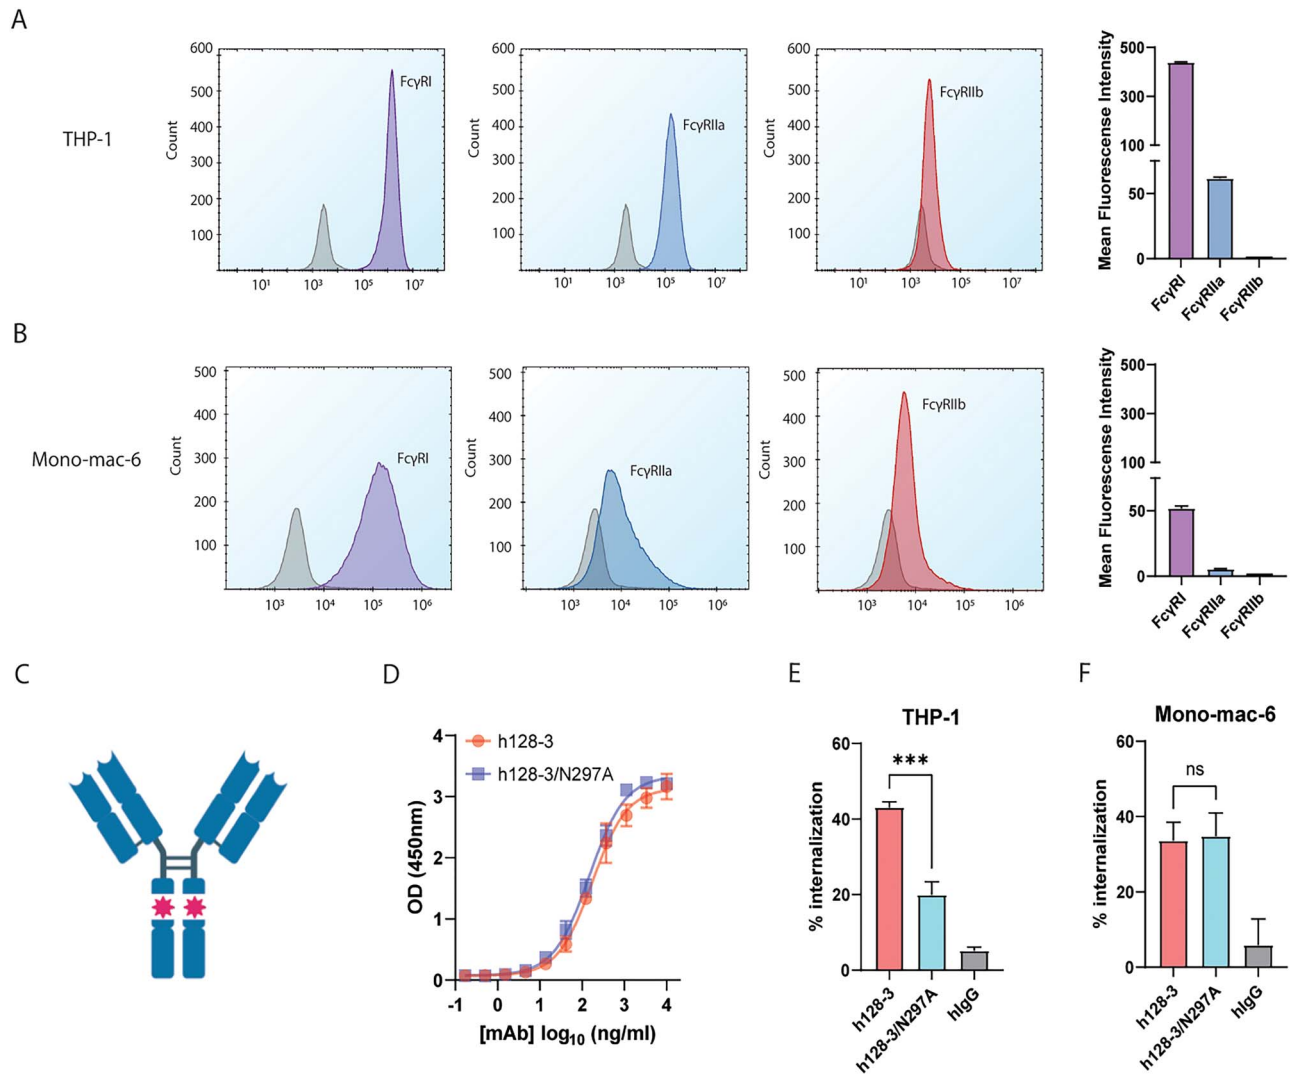 A
THP-1
600
500
400
300
200
100
Count
FcγRI
10¹ 10³ 10⁵ 10⁷
600
500
400
300
200
100
Count
FcγRIIa
10¹ 10³ 10⁵ 10⁷
600
500
400
300
200
100
Count
FcγRIIb
10¹ 10³ 10⁵ 10⁷
Mean Fluorescense Intensity
500
300
100
50
0
FcγRI
FcγRIIa
FcγRIIb
B
Mono-mac-6
500
400
300
200
100
Count
FcγRI
10³ 10⁴ 10⁵ 10⁶
500
400
300
200
100
Count
FcγRIIa
10³ 10⁴ 10⁵ 10⁶
500
400
300
200
100
Count
FcγRIIb
10³ 10⁴ 10⁵ 10⁶
Mean Fluorescense Intensity
500
300
100
50
0
FcγRI
FcγRIIa
FcγRIIb
C
D
h128-3
h128-3/N297A
OD (450nm)
4
3
2
1
0
-1 0 1 2 3 4
[mAb] log₁₀ (ng/ml)
E
THP-1
% internalization
60
40
20
0
***
h128-3
h128-3/N297A
hIgG
F
Mono-mac-6
% internalization
60
40
20
0
ns
h128-3
h128-3/N297A
hIgG